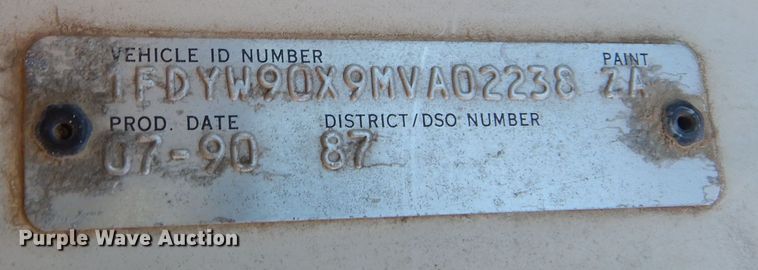 VEHICLE ID NUMBER PAINT
1FDYW90X9MVA02238 ZA
PROD. DATE DISTRICT/DSO NUMBER
07-90 87
Purple Wave Auction